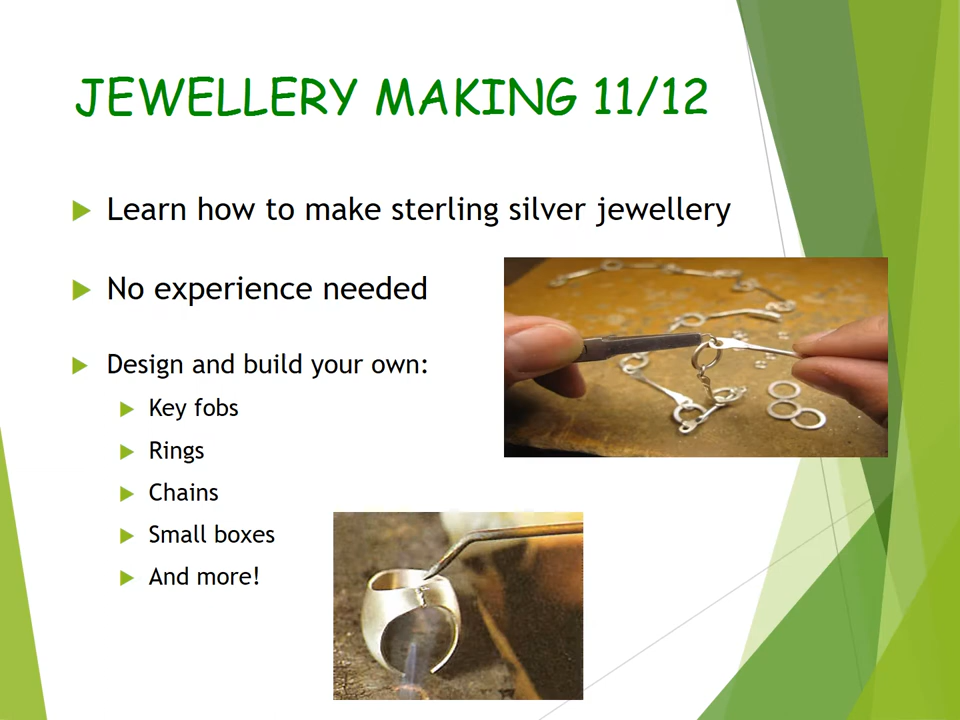 JEWELLERY MAKING 11/12
Learn how to make sterling silver jewellery
No experience needed
Design and build your own:
Key fobs
Rings
Chains
Small boxes
And more!